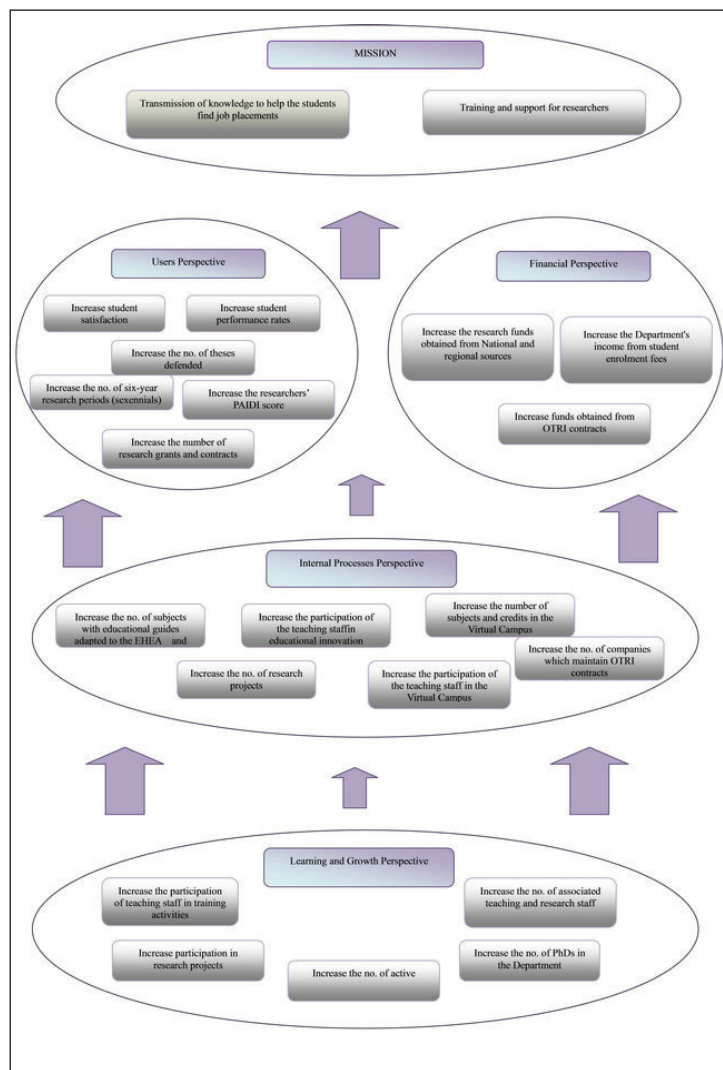 MISSION
Transmission of knowledge to help the students
find job placements
Training and support for researchers
Users Perspective
Increase student
satisfaction
Increase student
performance rates
Increase the no. of theses
defended
Increase the no. of six-year
research periods (sexennials)
Increase the researchers'
PAIDI score
Increase the number of
research grants and contracts
Financial Perspective
Increase the research funds
obtained from National and
regional sources
Increase the Department's
income from student
enrolment fees
Increase funds obtained from
OTRI contracts
Internal Processes Perspective
Increase the no. of subjects
with educational guides
adapted to the EHEA and
Increase the participation of
the teaching staffin
educational innovation
Increase the number of
subjects and credits in the
Virtual Campus
Increase the no. of research
projects
Increase the participation of
the teaching staff in the
Virtual Campus
Increase the no. of companies
which maintain OTRI
contracts
Learning and Growth Perspective
Increase the participation
of teaching staff in training
activities
Increase the no. of associated
teaching and research staff
Increase participation in
research projects
Increase the no. of active
Increase the no. of PhDs in
the Department